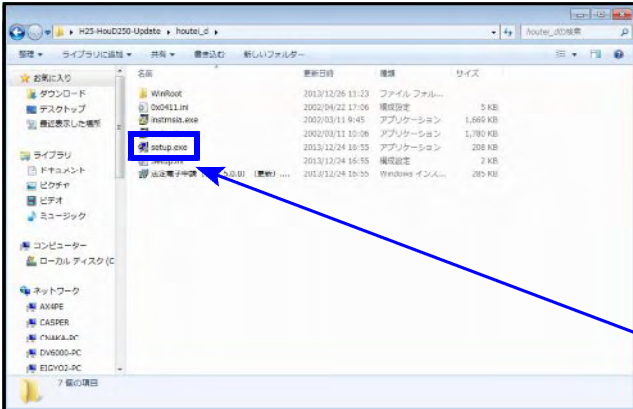 H25-HouD250-Update ▸ houtei_d ▸
houtei_dの検索
整理 ライブラリに追加 共有 書き込む 新しいフォルダー
名前 更新日時 種類 サイズ
WinRoot 2013/12/26 11:23 ファイル フォル...
0x0411.ini 2002/04/22 17:06 構成設定 5 KB
instmsia.exe 2002/03/11 9:45 アプリケーション 1,669 KB
2002/03/11 10:06 アプリケーション 1,780 KB
setup.exe 2013/12/24 16:55 アプリケーション 208 KB
2013/12/24 16:55 構成設定 2 KB
法定電子申請 (更新) .... 2013/12/24 16:55 Windows インス... 285 KB
お気に入り
ダウンロード
デスクトップ
最近表示した場所
ライブラリ
ドキュメント
ピクチャ
ビデオ
ミュージック
コンピューター
ローカル ディスク (C
ネットワーク
AX4PE
CASPER
CNAKA-PC
DV6000-PC
EIGYO2-PC
7 個の項目